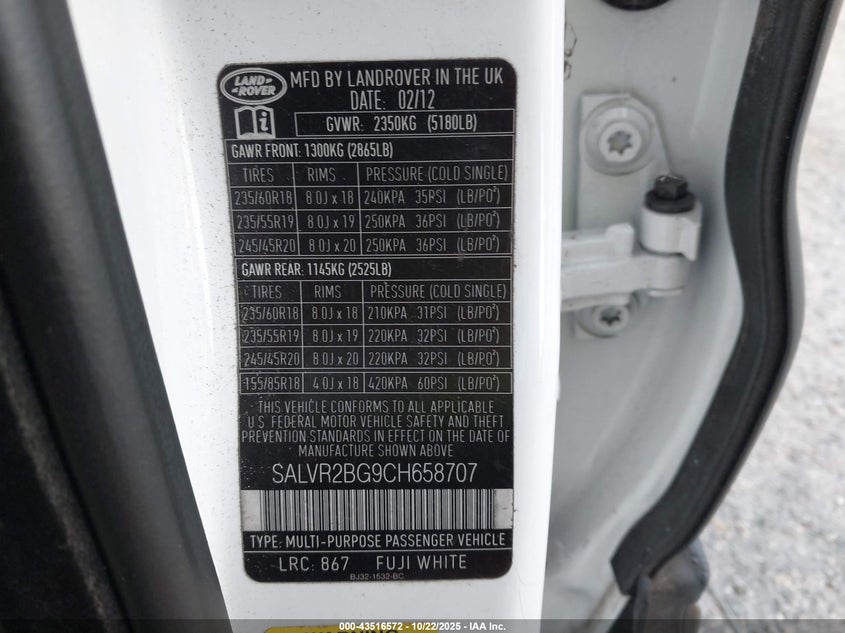 LAND-
-ROVER
MFD BY LANDROVER IN THE UK
DATE: 02/12
i
GVWR: 2350KG (5180LB)
GAWR FRONT: 1300KG (2865LB)
TIRES RIMS PRESSURE (COLD SINGLE)
235/60R18 8.0J x 18 240KPA 35PSI (LB/PO²)
235/55R19 8.0J x 19 250KPA 36PSI (LB/PO²)
245/45R20 8.0J x 20 250KPA 36PSI (LB/PO²)
GAWR REAR: 1145KG (2525LB)
TIRES RIMS PRESSURE (COLD SINGLE)
235/60R18 8.0J x 18 210KPA 31PSI (LB/PO²)
235/55R19 8.0J x 19 220KPA 32PSI (LB/PO²)
245/45R20 8.0J x 20 220KPA 32PSI (LB/PO²)
155/85R18 4.0J x 18 420KPA 60PSI (LB/PO²)
THIS VEHICLE CONFORMS TO ALL APPLICABLE
U.S. FEDERAL MOTOR VEHICLE SAFETY AND THEFT
PREVENTION STANDARDS IN EFFECT ON THE DATE OF
MANUFACTURE SHOWN ABOVE
SALVR2BG9CH658707
TYPE: MULTI-PURPOSE PASSENGER VEHICLE
LRC: 867 FUJI WHITE
BJ32-1532-BC
000-43516572 - 10/22/2025 - IAA Inc.